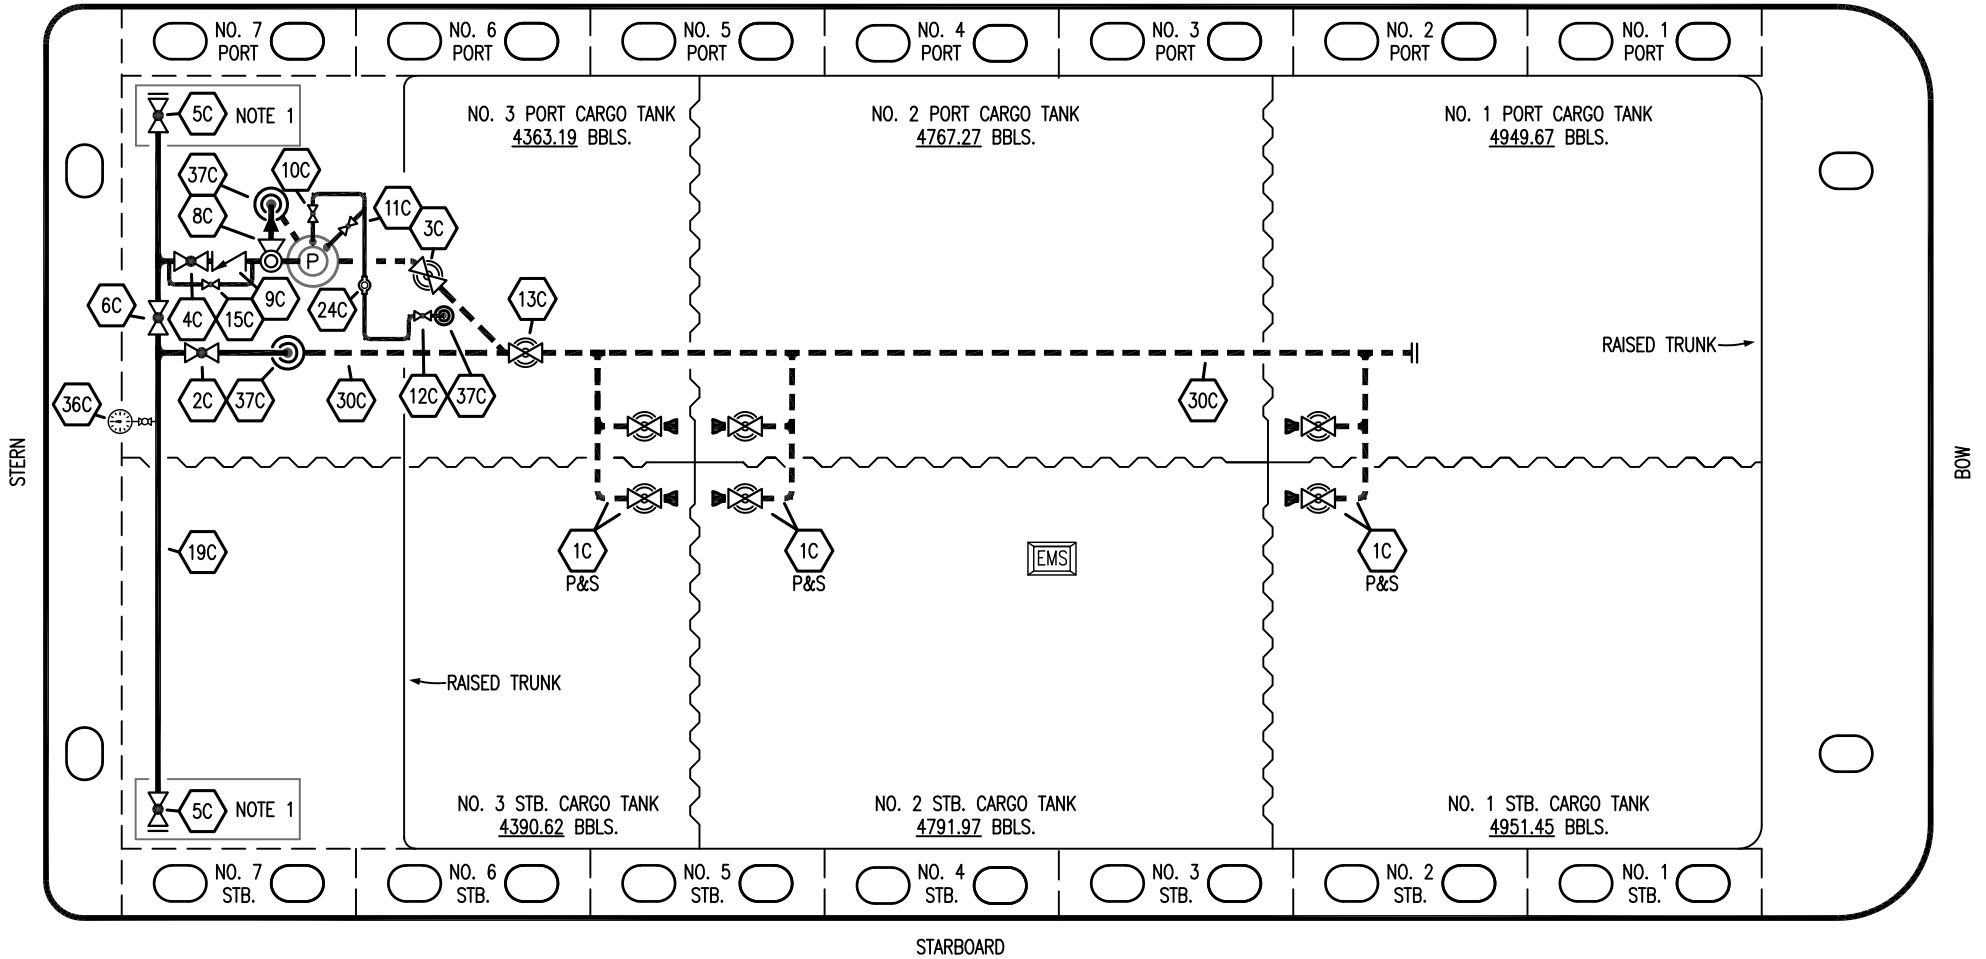 NO. 7
PORT
NO. 6
PORT
NO. 5
PORT
NO. 4
PORT
NO. 3
PORT
NO. 2
PORT
NO. 1
PORT
5C
NOTE 1
NO. 3 PORT CARGO TANK
4363.19 BBLS.
NO. 2 PORT CARGO TANK
4767.27 BBLS.
NO. 1 PORT CARGO TANK
4949.67 BBLS.
37C
10C
8C
11C
3C
P
6C
4C
15C
9C
24C
13C
RAISED TRUNK
36C
2C
37C
30C
12C
37C
30C
STERN
BOW
19C
1C
P&S
1C
P&S
EMS
1C
P&S
RAISED TRUNK
5C
NOTE 1
NO. 3 STB. CARGO TANK
4390.62 BBLS.
NO. 2 STB. CARGO TANK
4791.97 BBLS.
NO. 1 STB. CARGO TANK
4951.45 BBLS.
NO. 7
STB.
NO. 6
STB.
NO. 5
STB.
NO. 4
STB.
NO. 3
STB.
NO. 2
STB.
NO. 1
STB.
STARBOARD